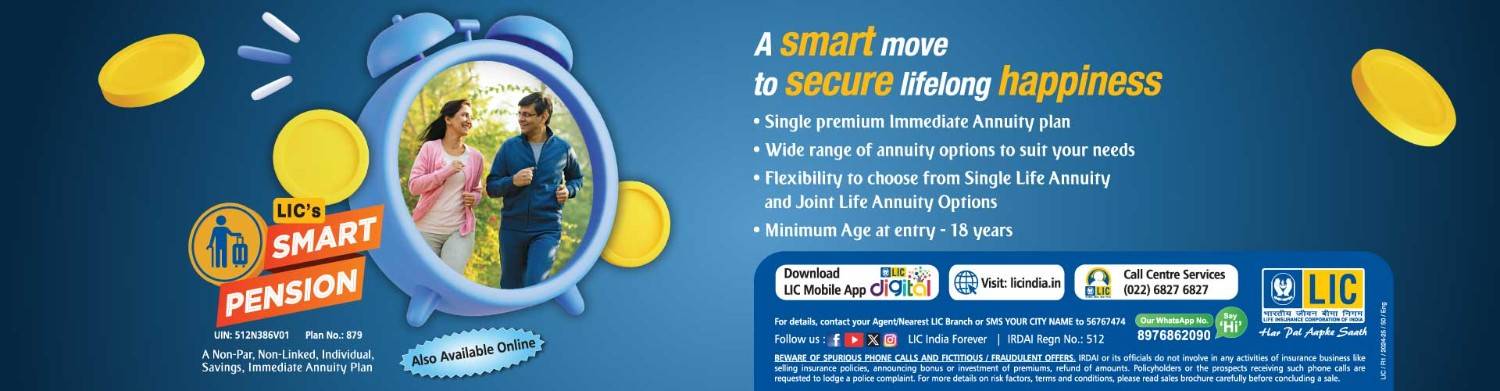 LIC's
SMART
PENSION
UIN: 512N386V01 Plan No.: 879
A Non-Par, Non-Linked, Individual,
Savings, Immediate Annuity Plan
Also Available Online
A smart move
to secure lifelong happiness
• Single premium Immediate Annuity plan
• Wide range of annuity options to suit your needs
• Flexibility to choose from Single Life Annuity
and Joint Life Annuity Options
• Minimum Age at entry - 18 years
Download
LIC Mobile App
LIC
digital
Visit: licindia.in
LIC
Call Centre Services
(022) 6827 6827
For details, contact your Agent/Nearest LIC Branch or SMS YOUR CITY NAME to 56767474
Follow us : LIC India Forever | IRDAI Regn No.: 512
Our WhatsApp No.
8976862090
Say
'Hi'
LIC
भारतीय जीवन बीमा निगम
LIFE INSURANCE CORPORATION OF INDIA
Har Pal Aapke Saath
BEWARE OF SPURIOUS PHONE CALLS AND FICTITIOUS / FRAUDULENT OFFERS. IRDAI or its officials do not involve in any activities of insurance business like
selling insurance policies, announcing bonus or investment of premiums, refund of amounts. Policyholders or the prospects receiving such phone calls are
requested to lodge a police complaint. For more details on risk factors, terms and conditions, please read sales brochure carefully before concluding a sale.
LIC / P1 / 2024-25 / 50 / Eng